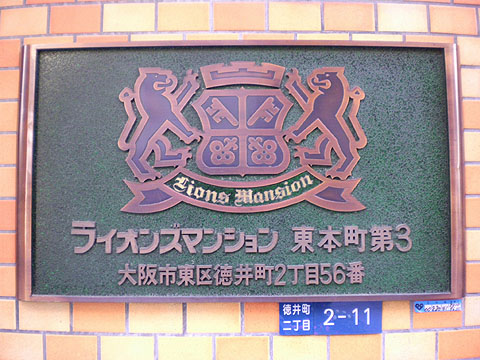 Lions Mansion
ライオンズマンション 東本町第3
大阪市東区徳井町2丁目56番
徳井町
二丁目 2-11